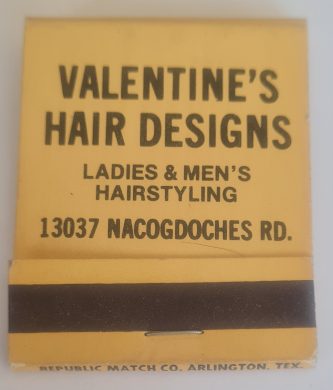 VALENTINE'S
HAIR DESIGNS
LADIES & MEN'S
HAIRSTYLING
13037 NACOGDOCHES RD.
REPUBLIC MATCH CO. ARLINGTON, TEX.